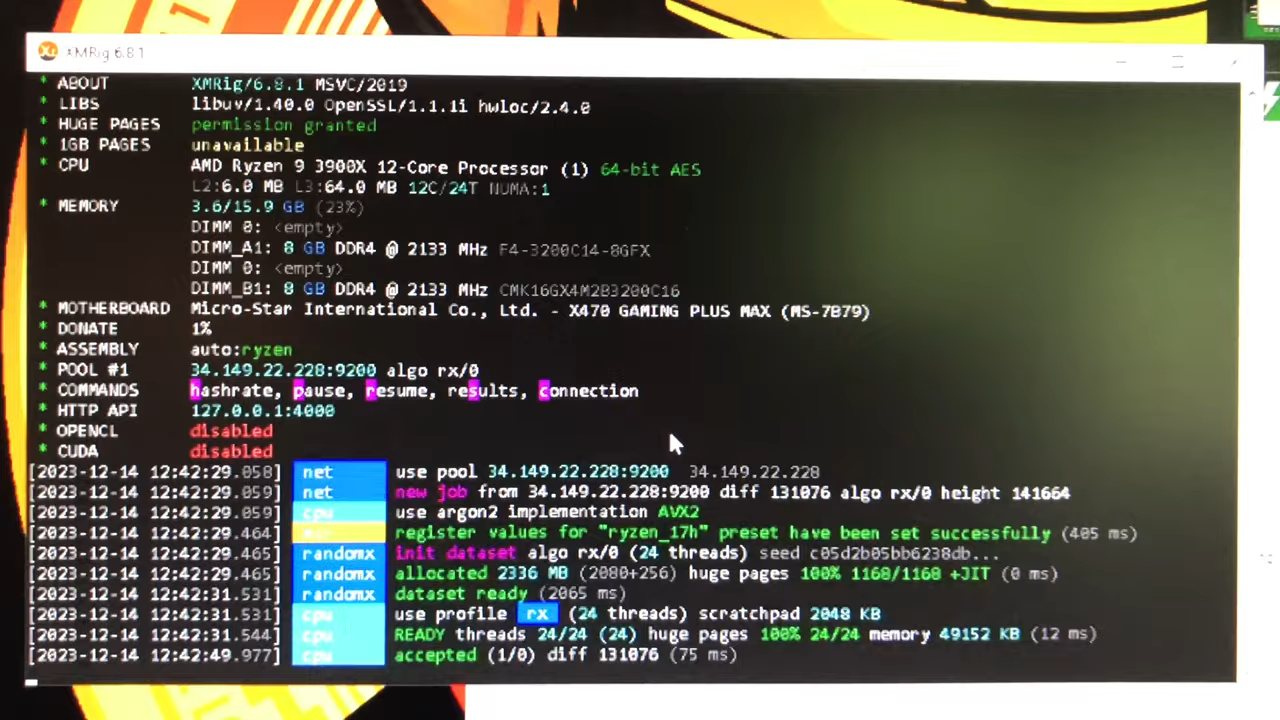 XMRig 6.8.1
* ABOUT XMRig/6.8.1 MSVC/2019
* LIBS libuv/1.40.0 OpenSSL/1.1.1i hwloc/2.4.0
* HUGE PAGES permission granted
* 1GB PAGES unavailable
* CPU AMD Ryzen 9 3900X 12-Core Processor (1) 64-bit AES
L2:6.0 MB L3:64.0 MB 12C/24T NUMA:1
* MEMORY 3.6/15.9 GB (23%)
DIMM 0: <empty>
DIMM_A1: 8 GB DDR4 @ 2133 MHz F4-3200C14-8GFX
DIMM 0: <empty>
DIMM_B1: 8 GB DDR4 @ 2133 MHz CMK16GX4M2B3200C16
* MOTHERBOARD Micro-Star International Co., Ltd. - X470 GAMING PLUS MAX (MS-7B79)
* DONATE 1%
* ASSEMBLY auto:ryzen
* POOL #1 34.149.22.228:9200 algo rx/0
* COMMANDS hashrate, pause, resume, results, connection
* HTTP API 127.0.0.1:4000
* OPENCL disabled
* CUDA disabled
[2023-12-14 12:42:29.058] net use pool 34.149.22.228:9200 34.149.22.228
[2023-12-14 12:42:29.059] net new job from 34.149.22.228:9200 diff 131076 algo rx/0 height 141664
[2023-12-14 12:42:29.059] cpu use argon2 implementation AVX2
[2023-12-14 12:42:29.464] register values for "ryzen_17h" preset have been set successfully (405 ms)
[2023-12-14 12:42:29.465] randomx init dataset algo rx/0 (24 threads) seed c05d2b05bb6238db...
[2023-12-14 12:42:29.465] randomx allocated 2336 MB (2080+256) huge pages 100% 1168/1168 +JIT (0 ms)
[2023-12-14 12:42:31.531] randomx dataset ready (2065 ms)
[2023-12-14 12:42:31.531] cpu use profile rx (24 threads) scratchpad 2048 KB
[2023-12-14 12:42:31.544] cpu READY threads 24/24 (24) huge pages 100% 24/24 memory 49152 KB (12 ms)
[2023-12-14 12:42:49.977] cpu accepted (1/0) diff 131076 (75 ms)